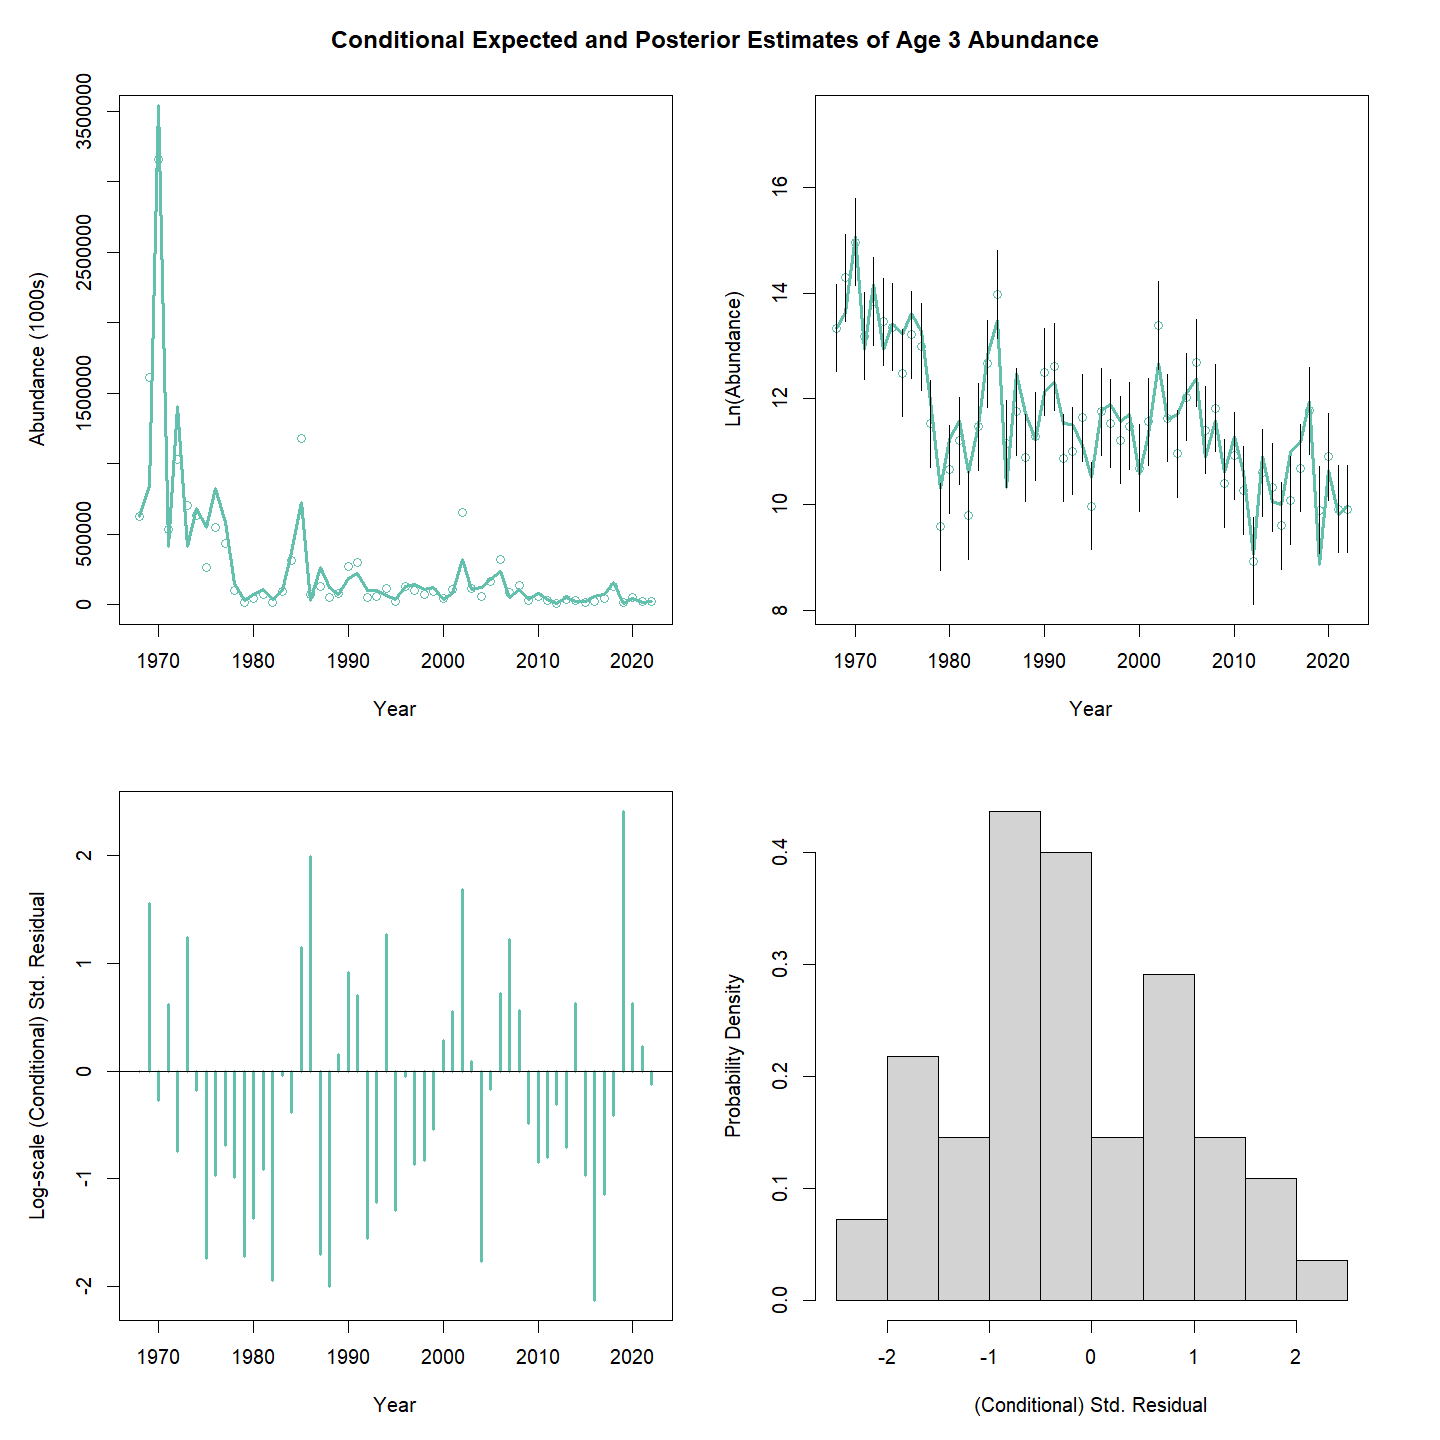 Conditional Expected and Posterior Estimates of Age 3 Abundance
Abundance (1000s)
0
500000
1500000
2500000
3500000
1970 1980 1990 2000 2010 2020
Year
Ln(Abundance)
8
10
12
14
16
1970 1980 1990 2000 2010 2020
Year
Log-scale (Conditional) Std. Residual
-2
-1
0
1
2
1970 1980 1990 2000 2010 2020
Year
Probability Density
0.0
0.1
0.2
0.3
0.4
-2 -1 0 1 2
(Conditional) Std. Residual